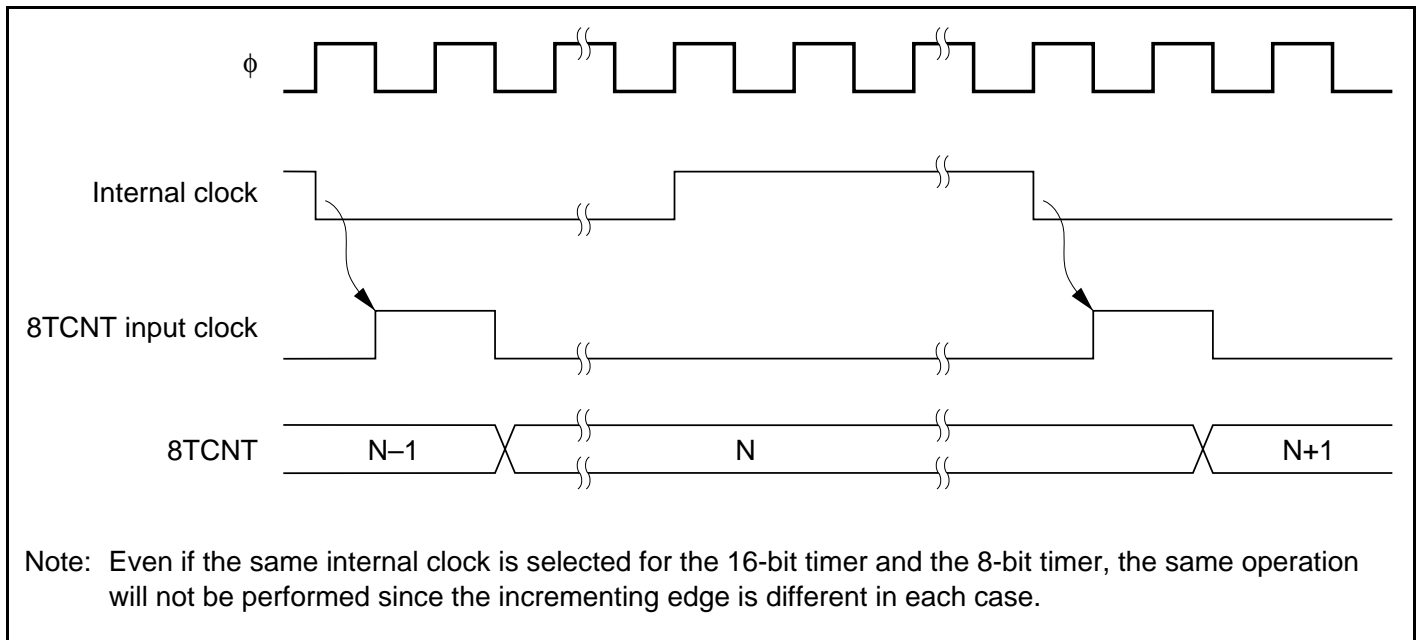 ϕ
Internal clock
8TCNT input clock
8TCNT
N–1
N
N+1
Note: Even if the same internal clock is selected for the 16-bit timer and the 8-bit timer, the same operation
will not be performed since the incrementing edge is different in each case.